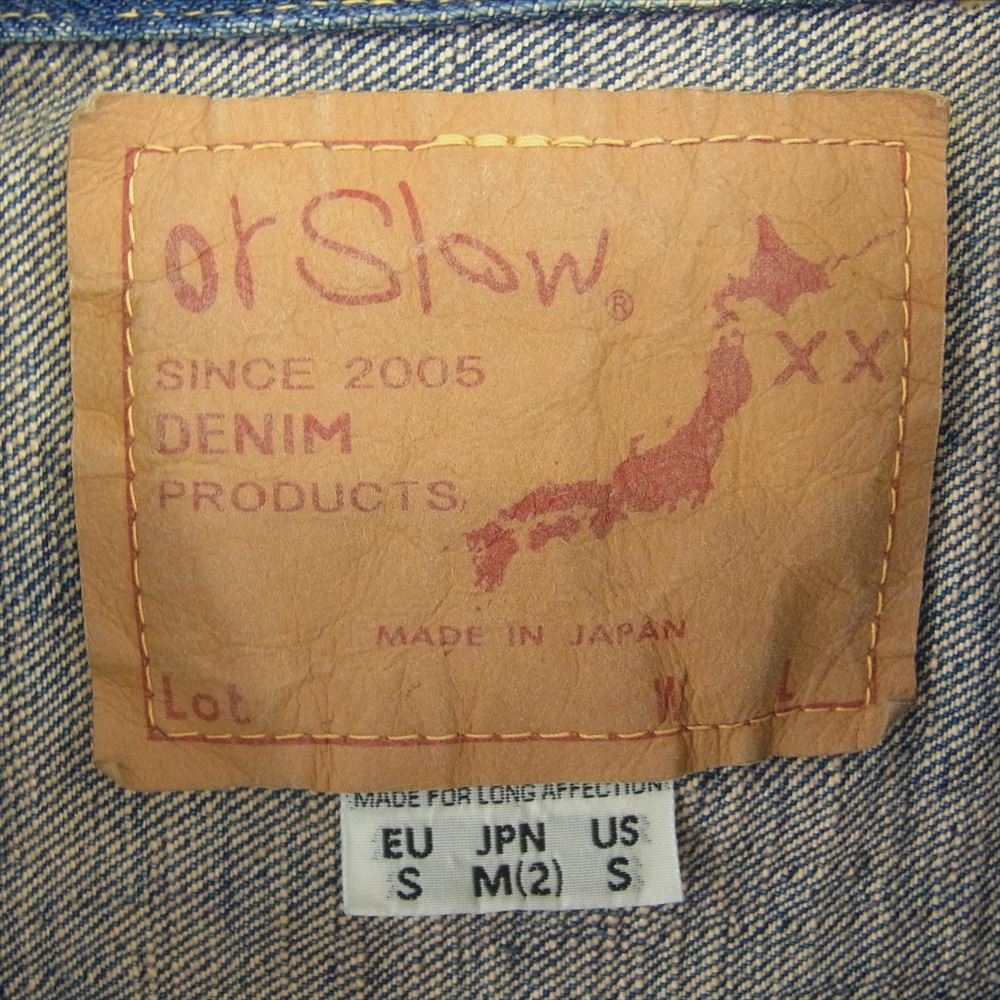 orSlow®
XX
SINCE 2005
DENIM
PRODUCTS,
MADE IN JAPAN
Lot W L
MADE FOR LONG AFFECTION
EU JPN US
S M(2) S